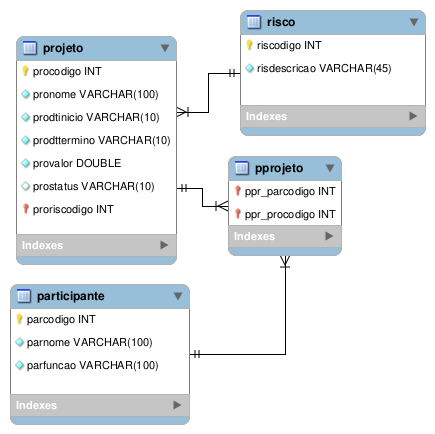 projeto
procodigo INT
pronome VARCHAR(100)
prodtinicio VARCHAR(10)
prodttermino VARCHAR(10)
provalor DOUBLE
prostatus VARCHAR(10)
proriscodigo INT
Indexes
risco
riscodigo INT
risdescricao VARCHAR(45)
Indexes
pprojeto
ppr_parcodigo INT
ppr_procodigo INT
Indexes
participante
parcodigo INT
parnome VARCHAR(100)
parfuncao VARCHAR(100)
Indexes